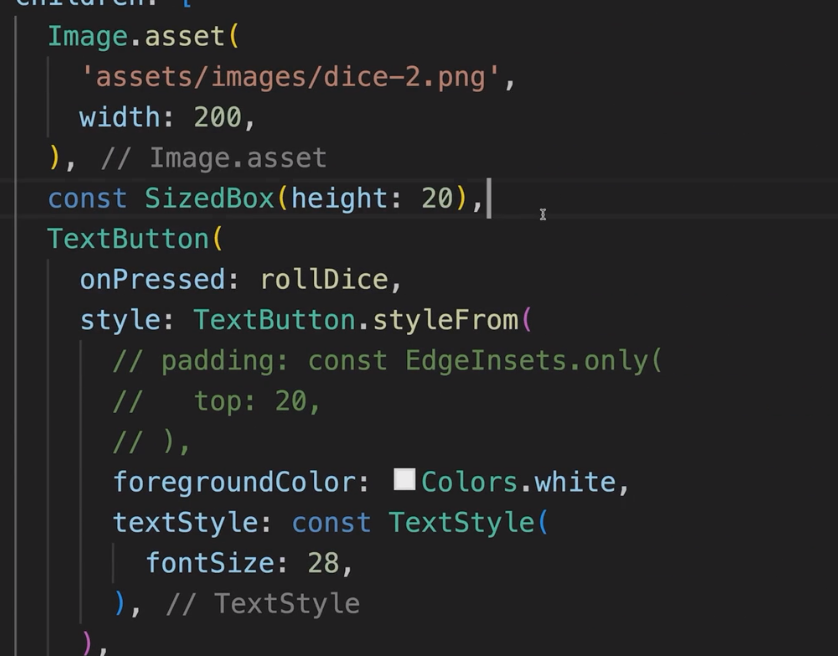 children: [
Image.asset(
'assets/images/dice-2.png',
width: 200,
), // Image.asset
const SizedBox(height: 20),
TextButton(
onPressed: rollDice,
style: TextButton.styleFrom(
// padding: const EdgeInsets.only(
//   top: 20,
// ),
foregroundColor: Colors.white,
textStyle: const TextStyle(
fontSize: 28,
), // TextStyle
),